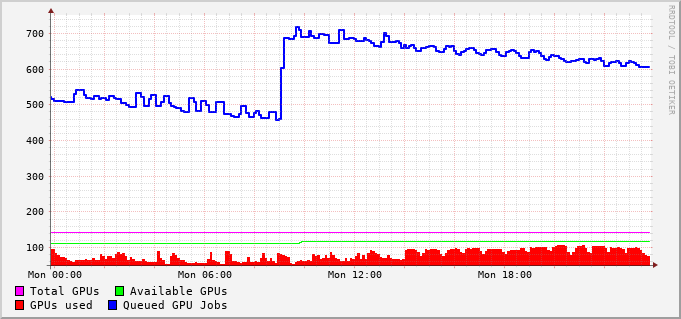 700
600
500
400
300
200
100
Mon 00:00 Mon 06:00 Mon 12:00 Mon 18:00
Total GPUs Available GPUs
GPUs used Queued GPU Jobs
RRDTOOL / TOBI OETIKER